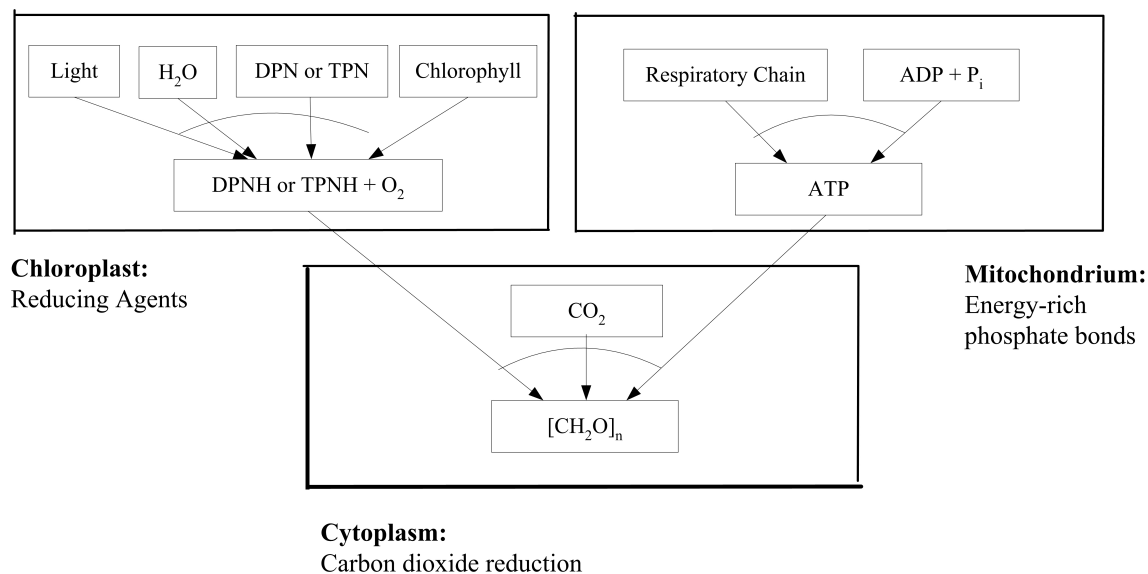 Light
H₂O
DPN or TPN
Chlorophyll
DPNH or TPNH + O₂
Chloroplast:
Reducing Agents
Respiratory Chain
ADP + Pᵢ
ATP
Mitochondrium:
Energy-rich
phosphate bonds
CO₂
[CH₂O]ₙ
Cytoplasm:
Carbon dioxide reduction